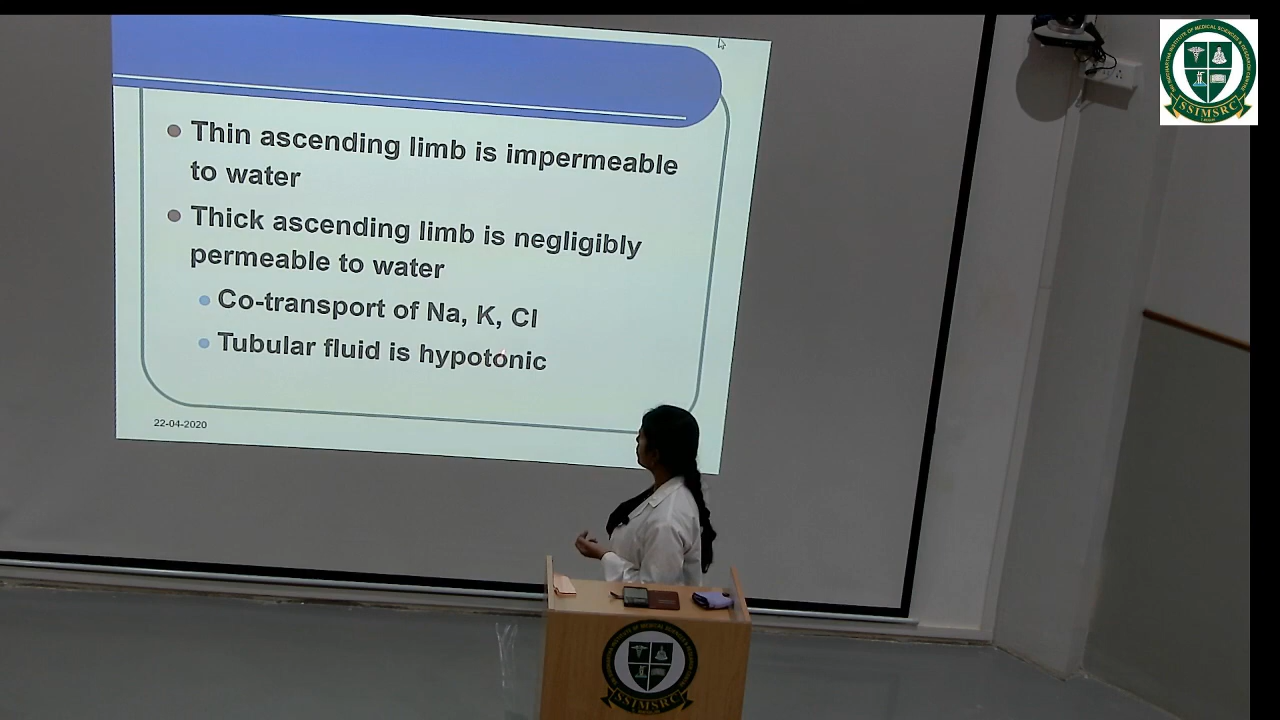 Thin ascending limb is impermeable
to water
Thick ascending limb is negligibly
permeable to water
Co-transport of Na, K, Cl
Tubular fluid is hypotonic
22-04-2020
SSIMSRC
SSIMSRC